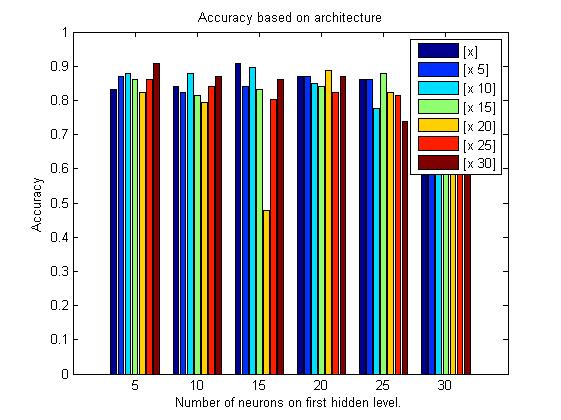 Accuracy based on architecture
1
0.9
0.8
0.7
0.6
0.5
0.4
0.3
0.2
0.1
0
Accuracy
[x]
[x 5]
[x 10]
[x 15]
[x 20]
[x 25]
[x 30]
5 10 15 20 25 30
Number of neurons on first hidden level.